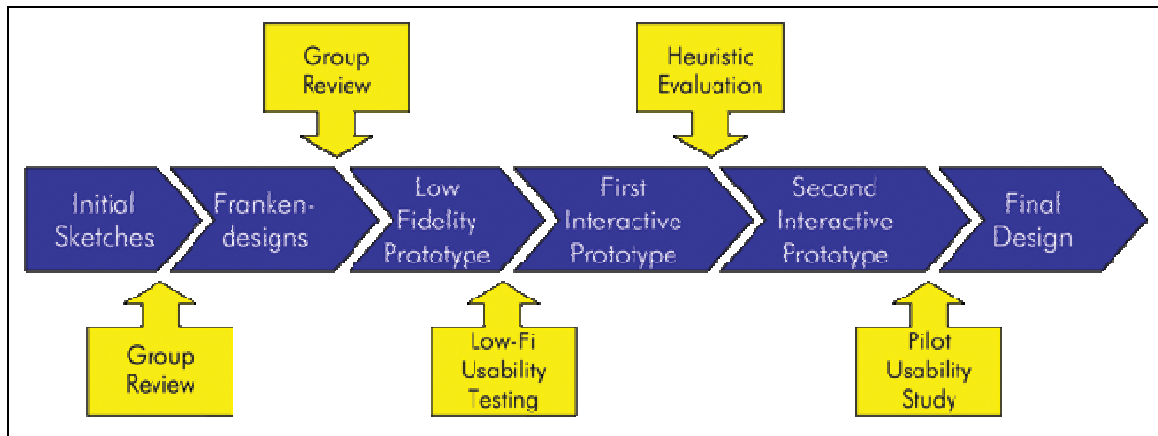 Group
Review
Heuristic
Evaluation
Initial
Sketches
Franken-
designs
Low
Fidelity
Prototype
First
Interactive
Prototype
Second
Interactive
Prototype
Final
Design
Group
Review
Low-Fi
Usability
Testing
Pilot
Usability
Study